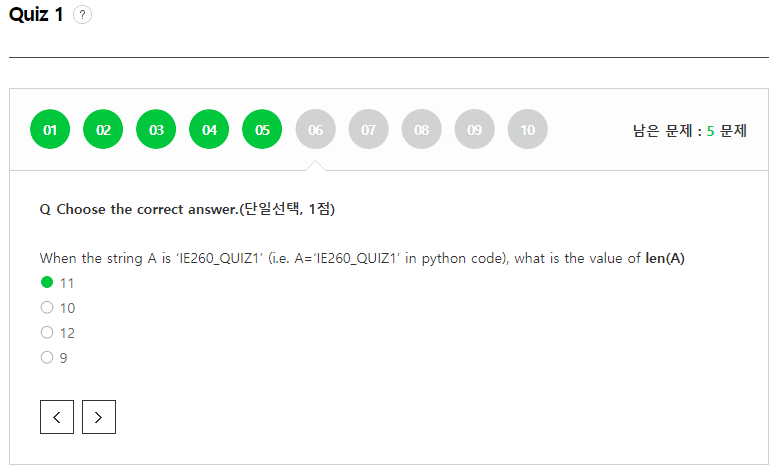 Quiz 1 ?
01 02 03 04 05 06 07 08 09 10 남은 문제 : 5 문제
Q Choose the correct answer.(단일선택, 1점)
When the string A is ‘IE260_QUIZ1’ (i.e. A=‘IE260_QUIZ1’ in python code), what is the value of len(A)
11
10
12
9